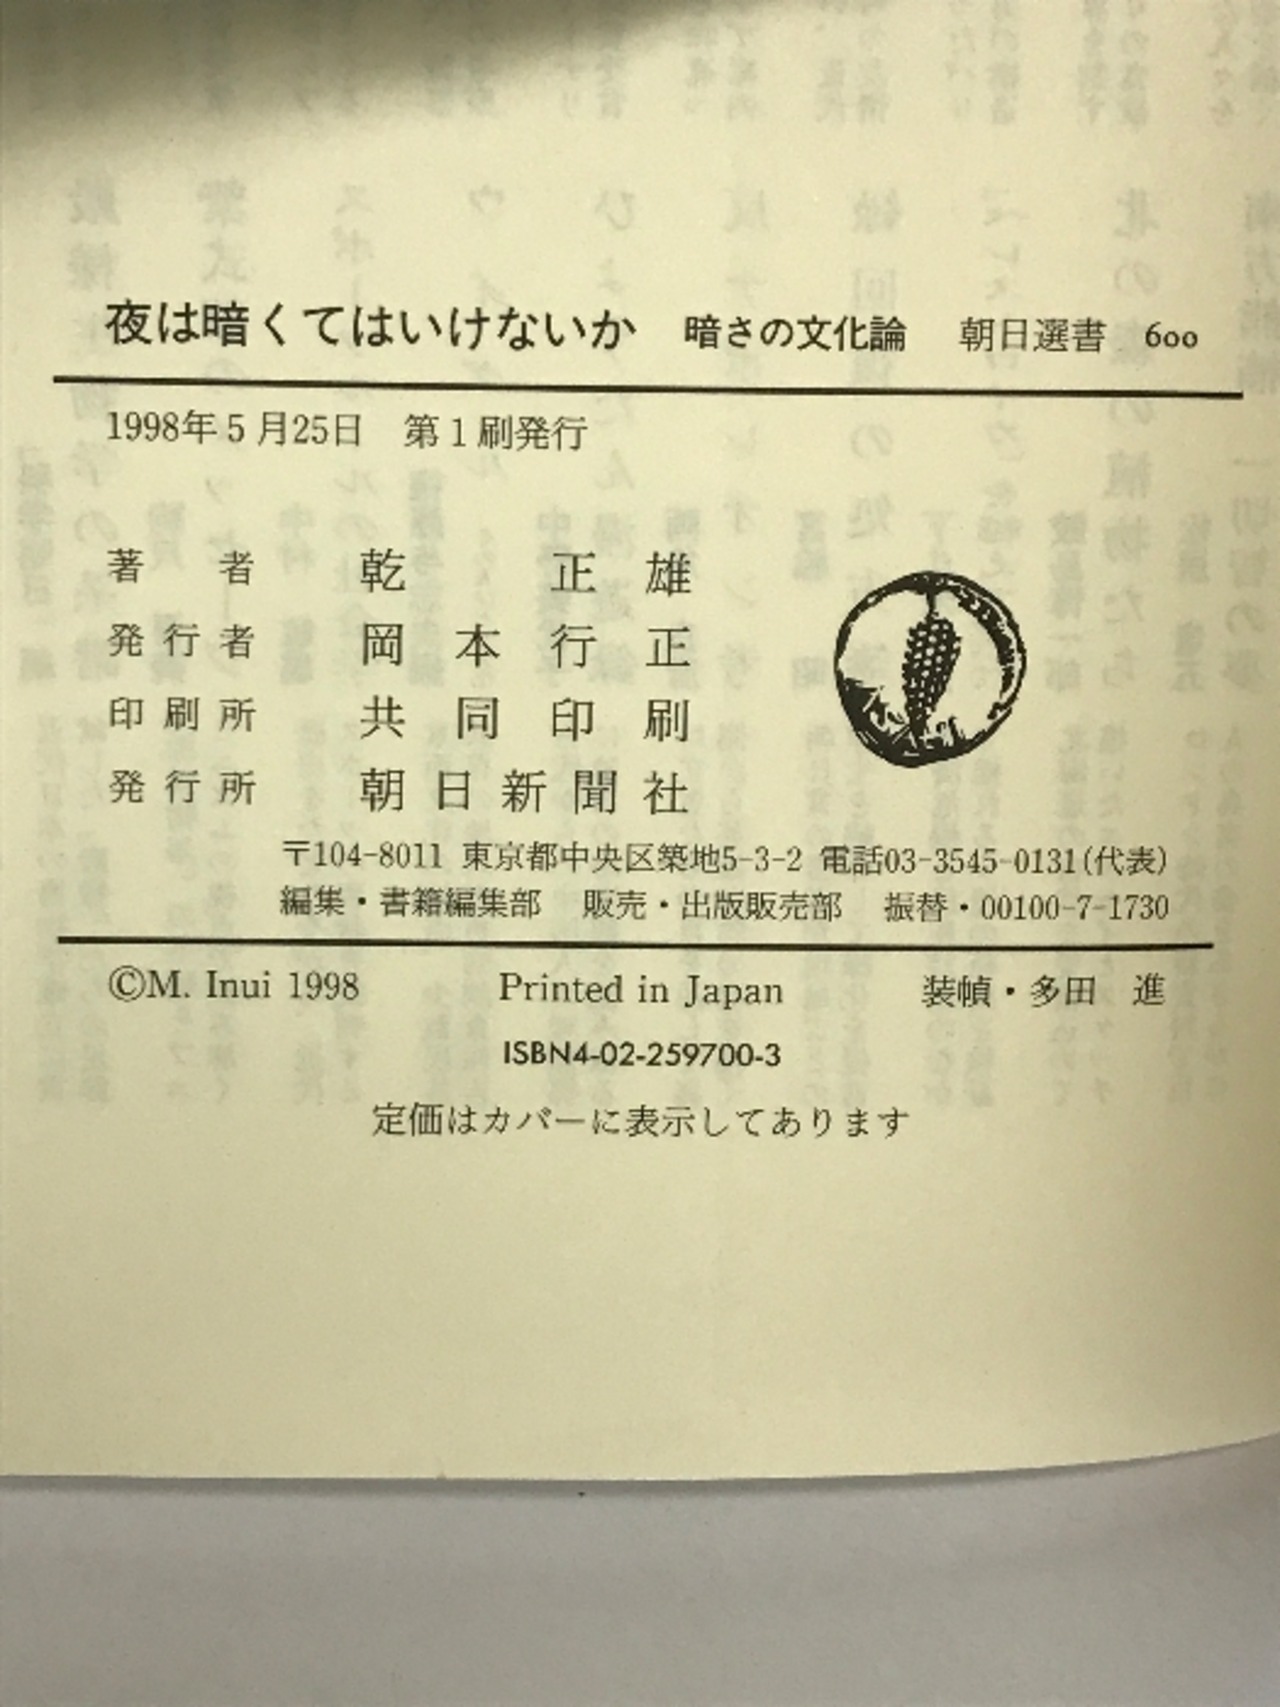 夜は暗くてはいけないか　暗さの文化論　朝日選書　600
1998年5月25日　第1刷発行
著者　乾正雄
発行者　岡本行正
印刷所　共同印刷
発行所　朝日新聞社
〒104-8011 東京都中央区築地5-3-2 電話03-3545-0131(代表)
編集・書籍編集部　販売・出版販売部　振替・00100-7-1730
©M. Inui 1998　Printed in Japan　装幀・多田　進
ISBN4-02-259700-3
定価はカバーに表示してあります